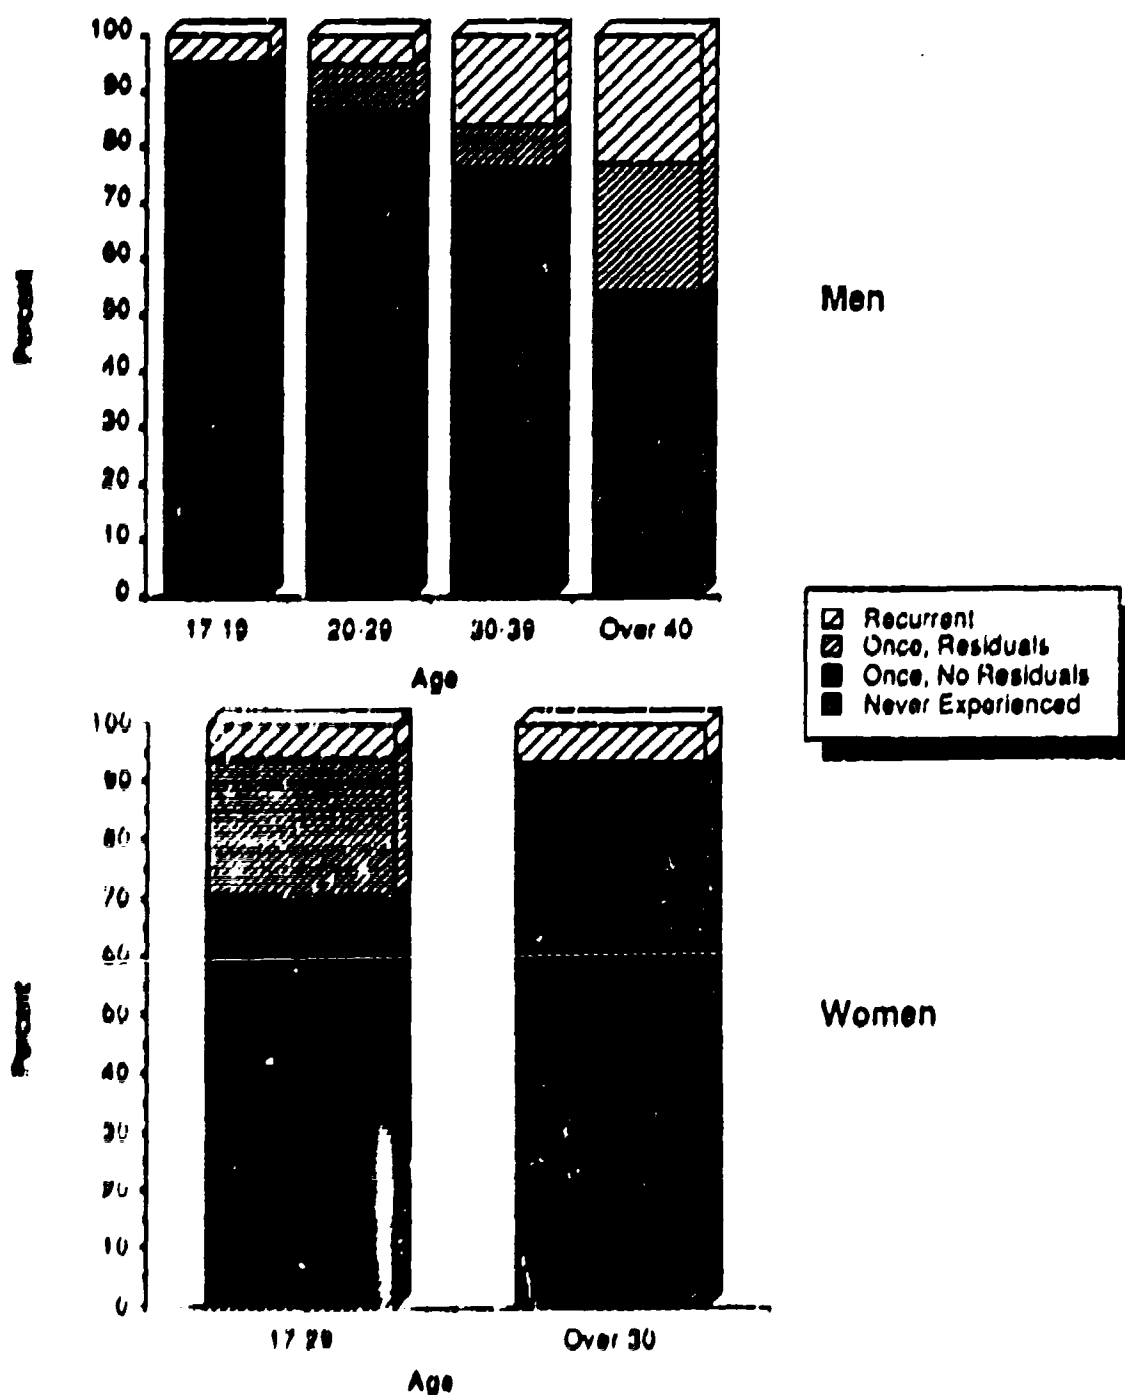 Percent
100
90
80
70
60
50
40
30
20
10
0
17-19 20-29 30-39 Over 40
Age
Men
Recurrent
Once, Residuals
Once, No Residuals
Never Experienced
Percent
100
90
80
70
60
50
40
30
20
10
0
17-29 Over 30
Age
Women